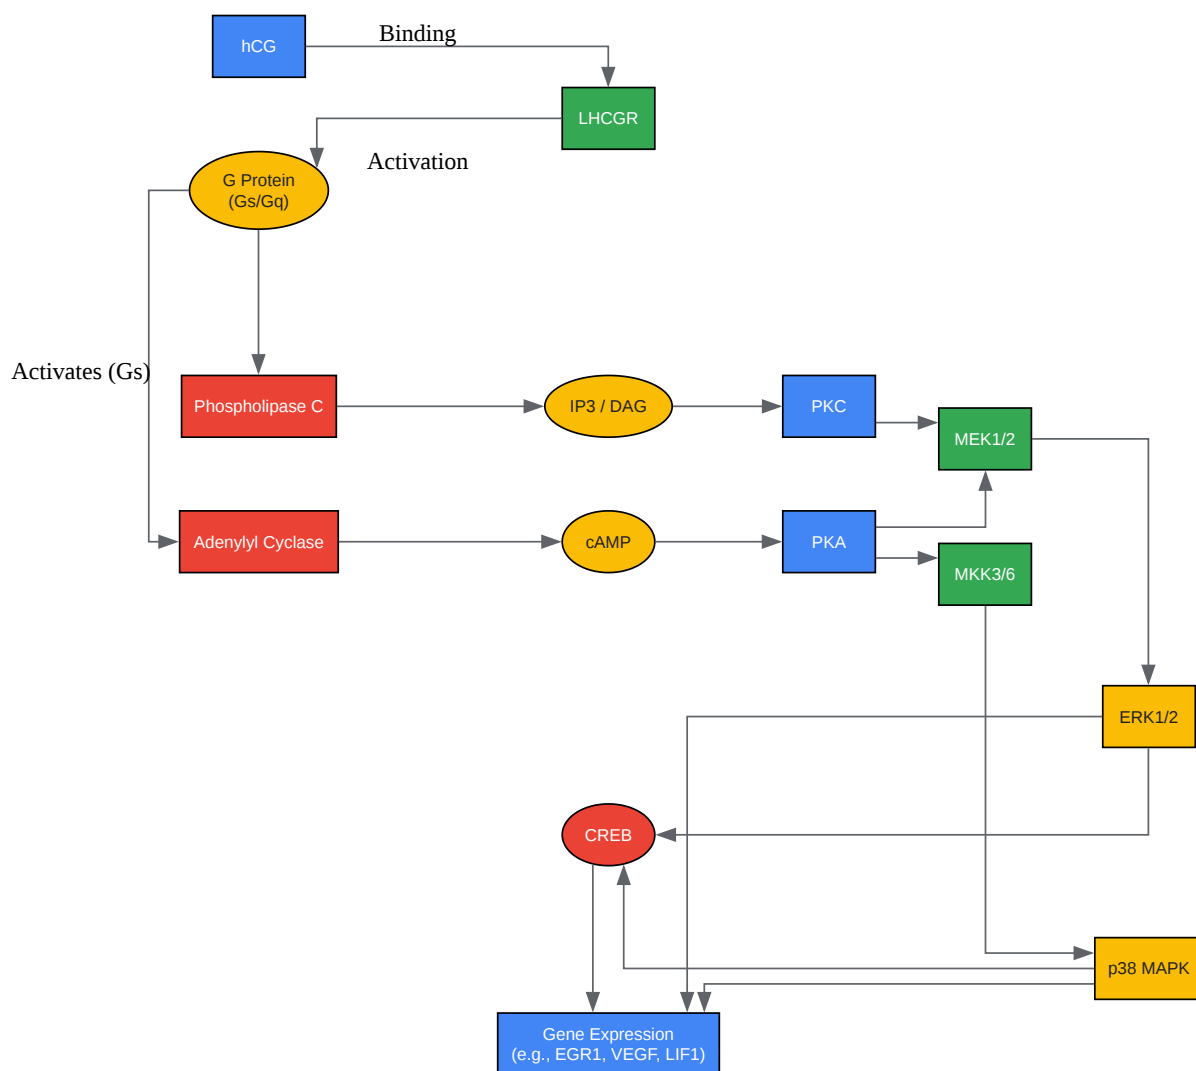 hCG
Binding
LHCGR
Activation
G Protein
(Gs/Gq)
Activates (Gs)
Phospholipase C
IP3 / DAG
PKC
MEK1/2
Adenylyl Cyclase
cAMP
PKA
MKK3/6
ERK1/2
CREB
p38 MAPK
Gene Expression
(e.g., EGR1, VEGF, LIF1)